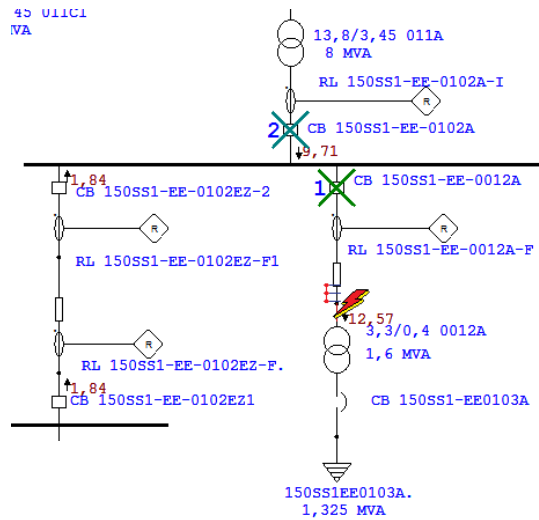 45 011C1
MVA
13,8/3,45 011A
8 MVA
RL 150SS1-EE-0102A-I
R
2
CB 150SS1-EE-0102A
9,71
1,84
CB 150SS1-EE-0102EZ-2
1
CB 150SS1-EE-0012A
R
R
RL 150SS1-EE-0102EZ-F1
RL 150SS1-EE-0012A-F
12,57
3,3/0,4 0012A
R
1,6 MVA
RL 150SS1-EE-0102EZ-F.
1,84
CB 150SS1-EE-0102EZ1
CB 150SS1-EE0103A
150SS1EE0103A.
1,325 MVA